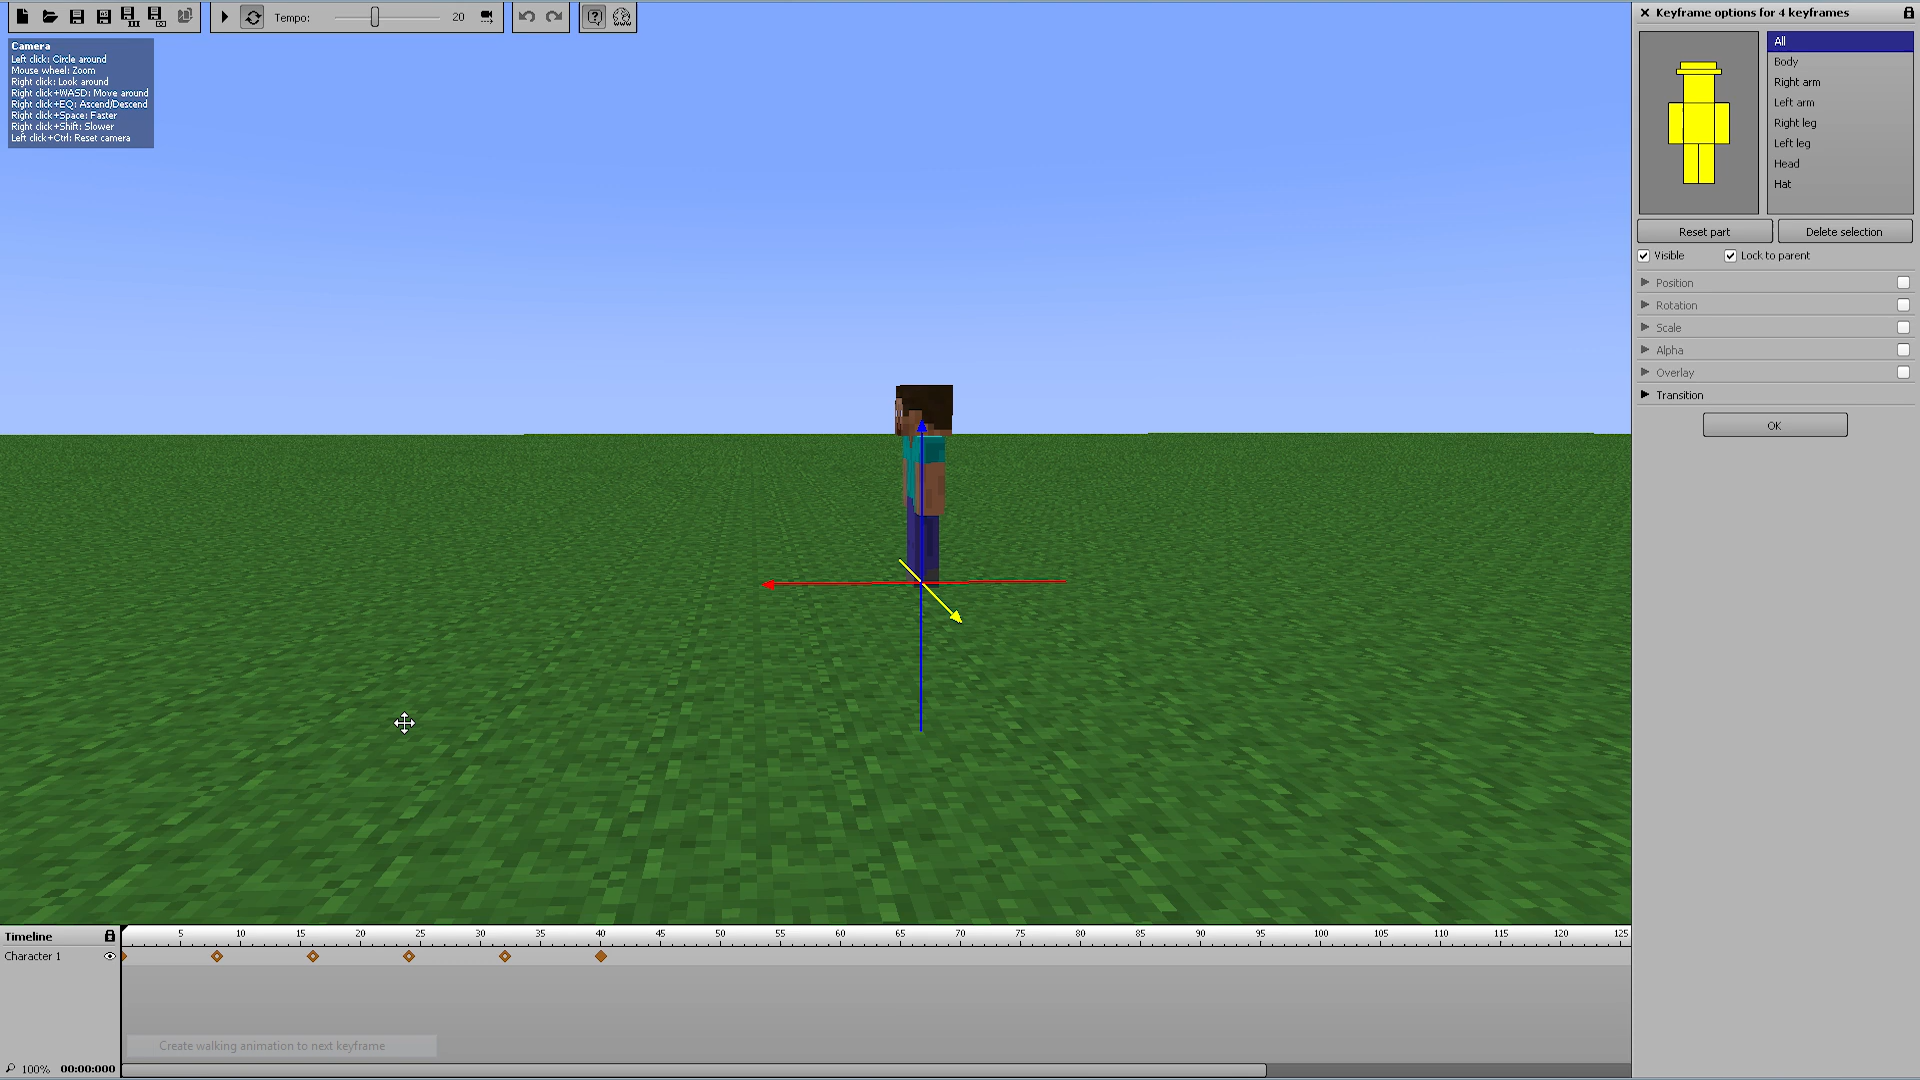 Tempo:
20
Camera
Left click: Circle around
Mouse wheel: Zoom
Right click: Look around
Right click+WASD: Move around
Right click+EQ: Ascend/Descend
Right click+Space: Faster
Right click+Shift: Slower
Left click+Ctrl: Reset camera
Keyframe options for 4 keyframes
All
Body
Right arm
Left arm
Right leg
Left leg
Head
Hat
Reset part
Delete selection
Visible
Lock to parent
Position
Rotation
Scale
Alpha
Overlay
Transition
OK
Timeline
5 10 15 20 25 30 35 40 45 50 55 60 65 70 75 80 85 90 95 100 105 110 115 120 125
Character 1
Create walking animation to next keyframe
100% 00:00:000